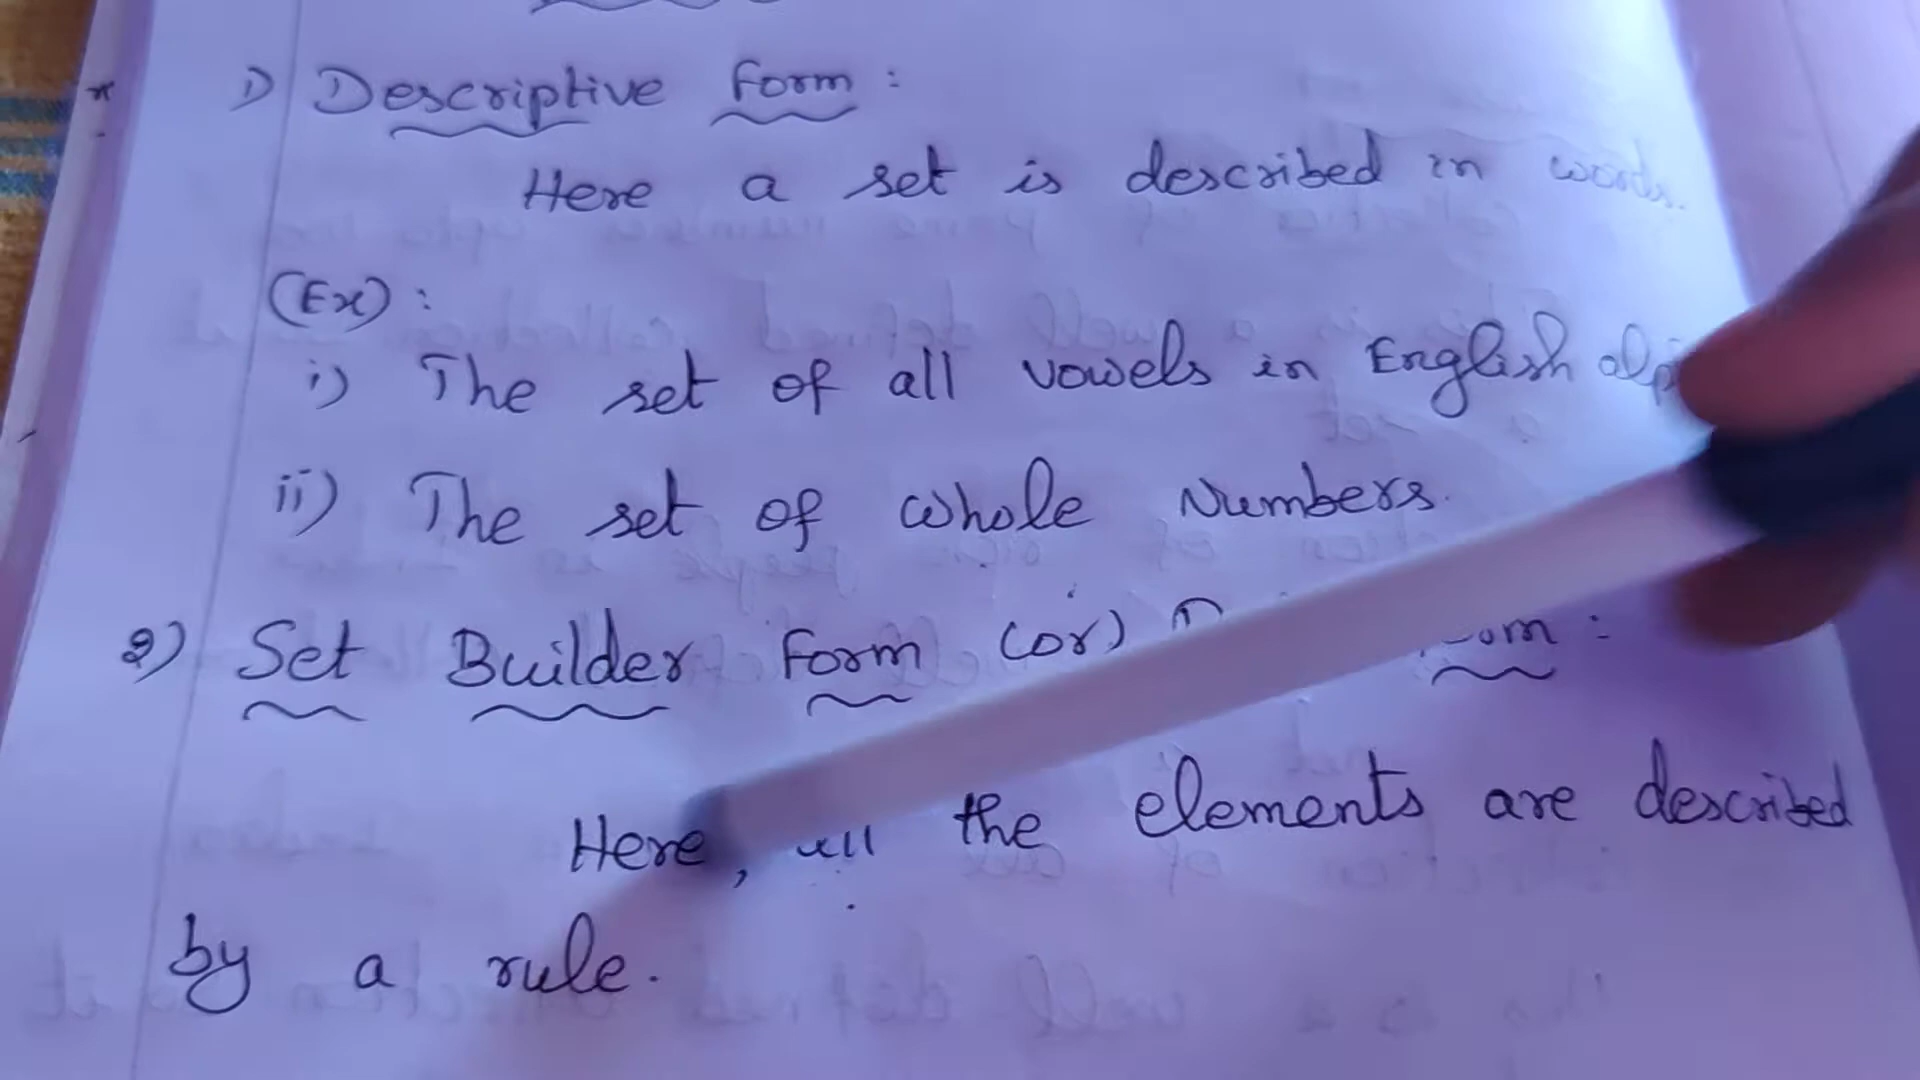 1) Descriptive Form :
Here a set is described in words.
(Ex) :
i) The set of all vowels in English
ii) The set of whole Numbers.
2) Set Builder Form (or) :
Here, all the elements are described
by a rule.